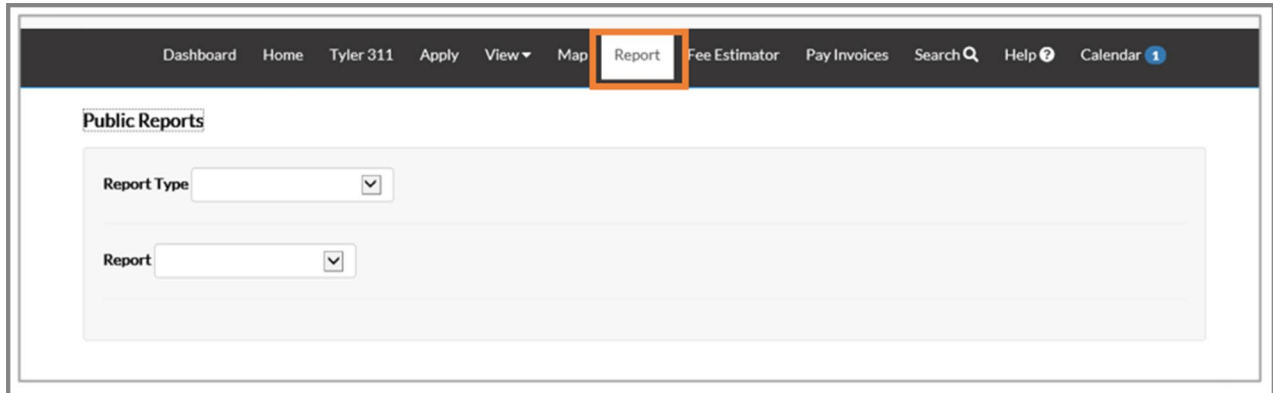 Dashboard Home Tyler 311 Apply View Map Report Fee Estimator Pay Invoices Search Help Calendar 1
Public Reports
Report Type
Report